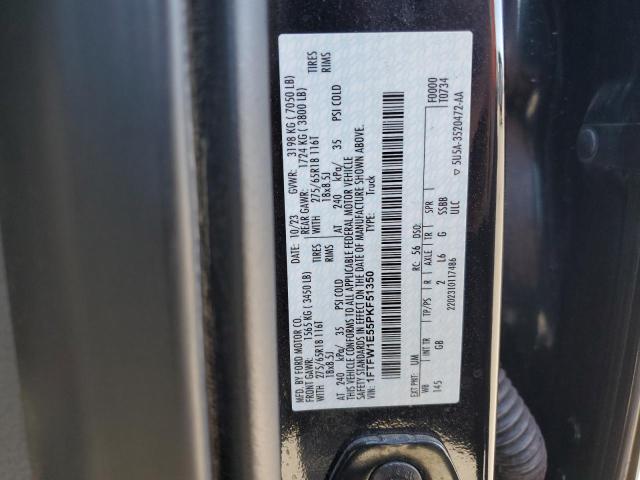 MFD. BY FORD MOTOR CO. DATE: 10/23 GVWR: 3198 KG ( 7050 LB)
FRONT GAWR: 1565 KG ( 3450 LB) REAR GAWR: 1724 KG ( 3800 LB)
WITH 275/65R18 116T TIRES WITH 275/65R18 116T TIRES
18x8.5J RIMS 18x8.5J RIMS
AT 240 kPa/ 35 PSI COLD AT 240 kPa/ 35 PSI COLD
THIS VEHICLE CONFORMS TO ALL APPLICABLE FEDERAL MOTOR VEHICLE
SAFETY STANDARDS IN EFFECT ON THE DATE OF MANUFACTURE SHOWN ABOVE.
VIN: 1FTFW1E55PKF51350 Truck
F0000
T0734
EXT PNT: UM RC: 56 DSO:
WB INT TR TP/PS R AXLE TR SPR
145 GB 2 L6 G SSBB
ULC
2202310117486
▽ 5U5A-3520472-AA